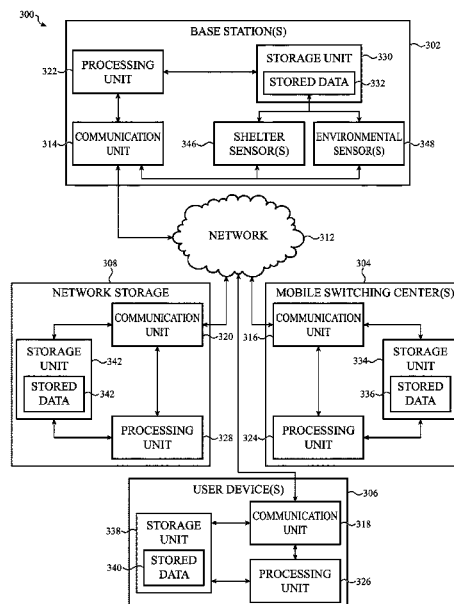 300
BASE STATION(S)
302
322
PROCESSING
UNIT
STORAGE UNIT
330
STORED DATA
332
314
COMMUNICATION
UNIT
346
SHELTER
SENSOR(S)
ENVIRONMENTAL
SENSOR(S)
348
NETWORK
312
308
NETWORK STORAGE
COMMUNICATION
UNIT
320
STORAGE
UNIT
342
STORED
DATA
342
PROCESSING
UNIT
328
304
MOBILE SWITCHING CENTER(S)
COMMUNICATION
UNIT
316
STORAGE
UNIT
334
STORED
DATA
336
324
PROCESSING
UNIT
USER DEVICE(S)
306
338
STORAGE
UNIT
340
STORED
DATA
COMMUNICATION
UNIT
318
PROCESSING
UNIT
326